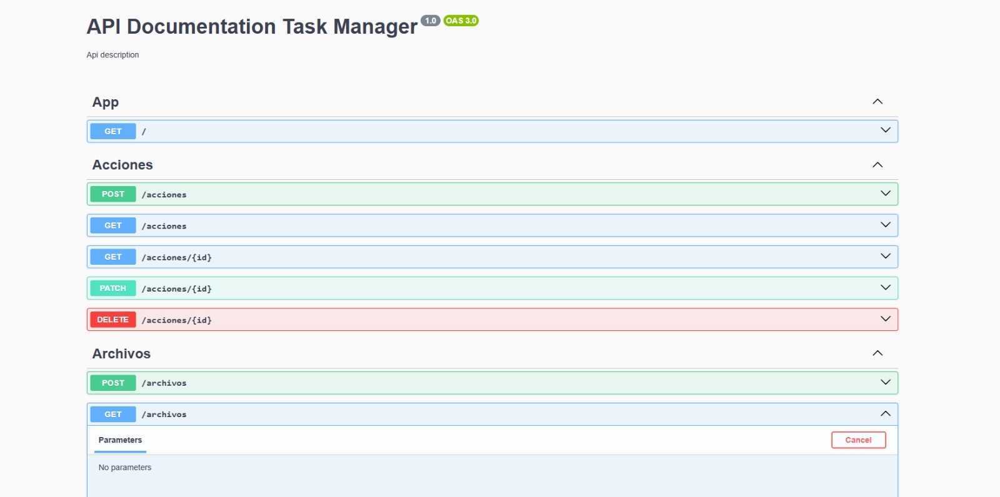 API Documentation Task Manager 1.0 OAS 3.0
Api description
App
GET /
Acciones
POST /acciones
GET /acciones
GET /acciones/{id}
PATCH /acciones/{id}
DELETE /acciones/{id}
Archivos
POST /archivos
GET /archivos
Parameters Cancel
No parameters